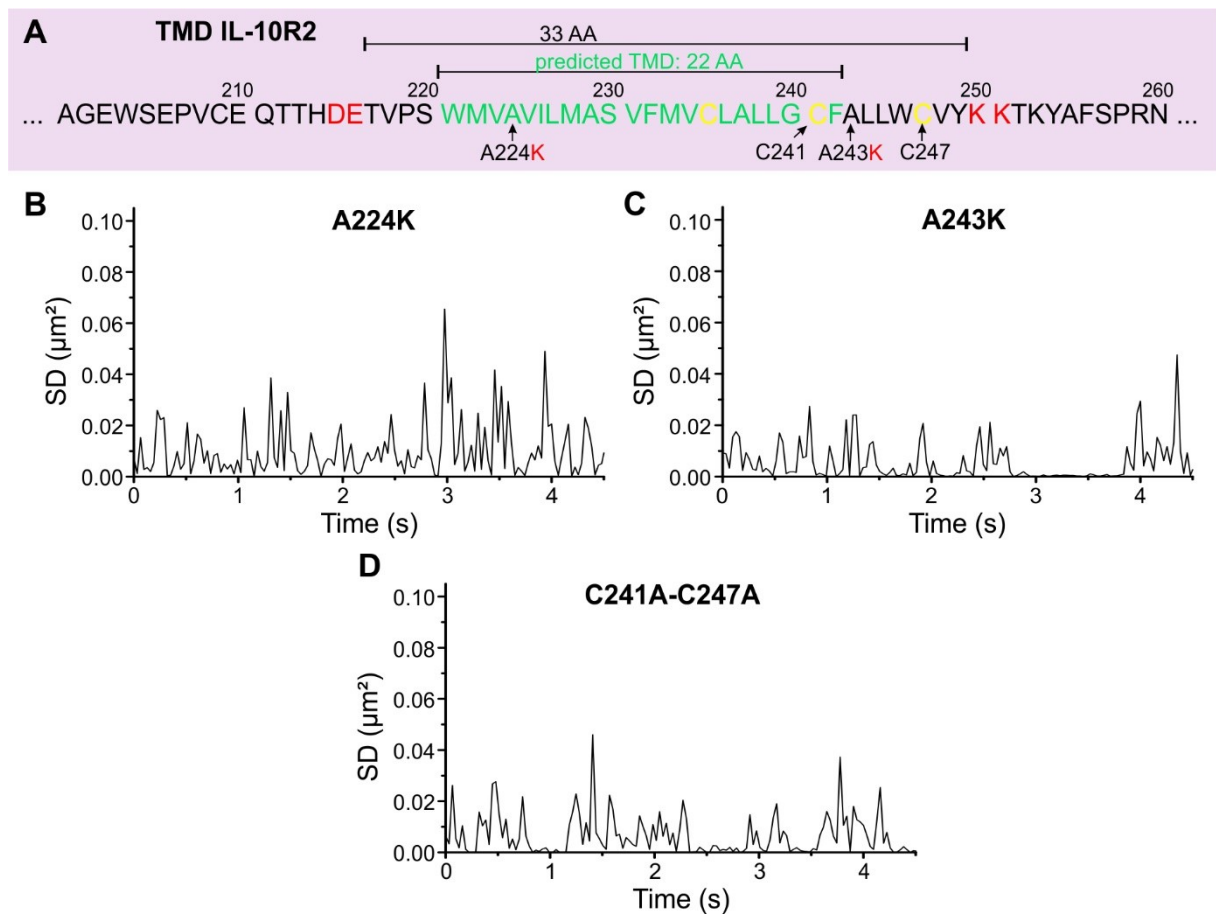 A TMD IL-10R2
33 AA
predicted TMD: 22 AA
210 220 230 240 250 260
... AGEWSEPVCE QTTHDETVPS WMVAVILMAS VFMVCLALLG CFALLWCVYK KTKYAFSPRN ...
A224K C241 A243K C247
B A224K
SD (µm²)
0.10
0.08
0.06
0.04
0.02
0.00
0 1 2 3 4
Time (s)
C A243K
SD (µm²)
0.10
0.08
0.06
0.04
0.02
0.00
0 1 2 3 4
Time (s)
D C241A-C247A
SD (µm²)
0.10
0.08
0.06
0.04
0.02
0.00
0 1 2 3 4
Time (s)